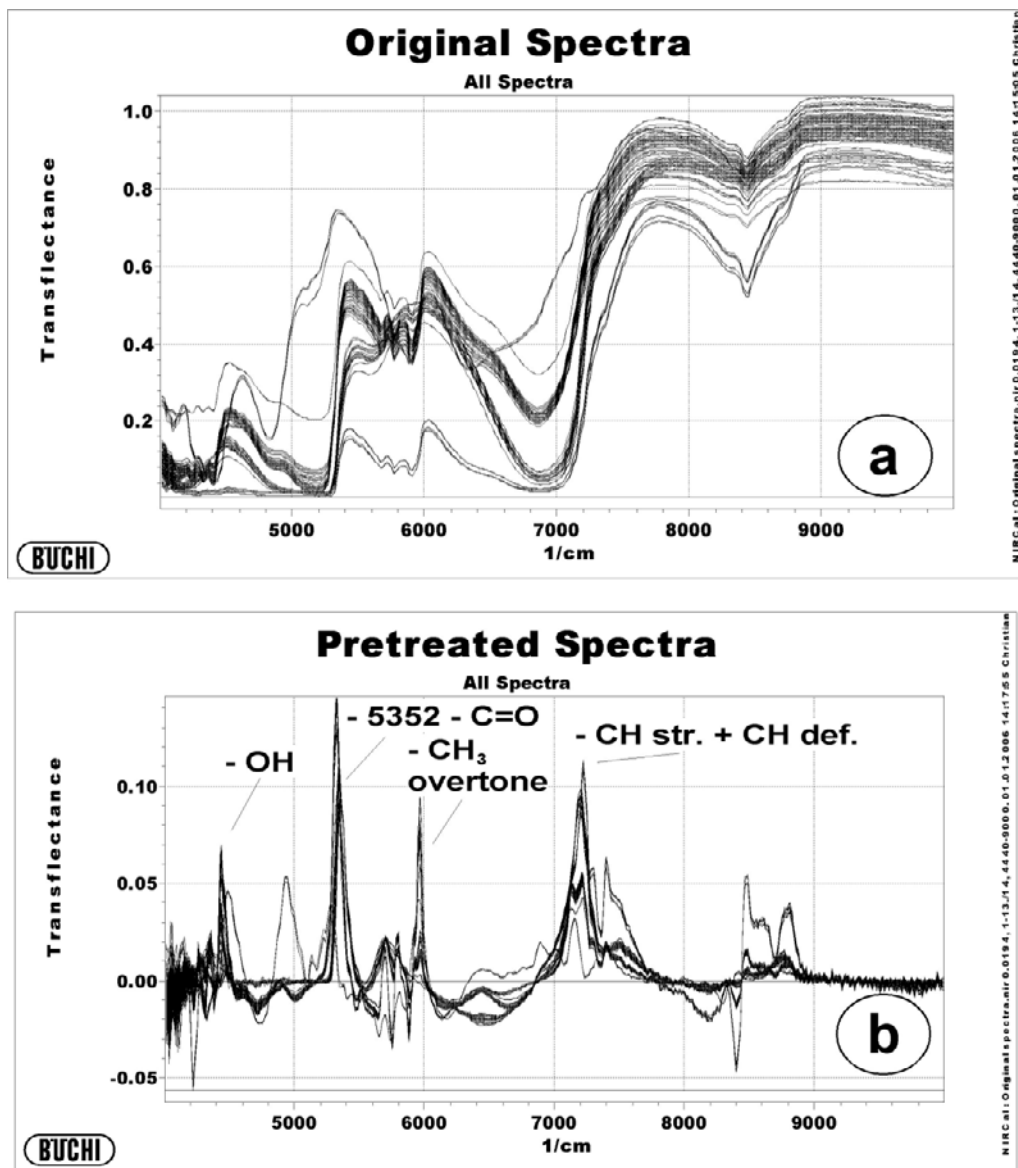 Original Spectra
All Spectra
Transflectance
1.0
0.8
0.6
0.4
0.2
5000 6000 7000 8000 9000
1/cm
a
BÜCHI
Pretreated Spectra
All Spectra
Transflectance
- 5352 - C=O
- OH
- CH₃
overtone
- CH str. + CH def.
0.10
0.05
0.00
-0.05
5000 6000 7000 8000 9000
1/cm
b
BÜCHI